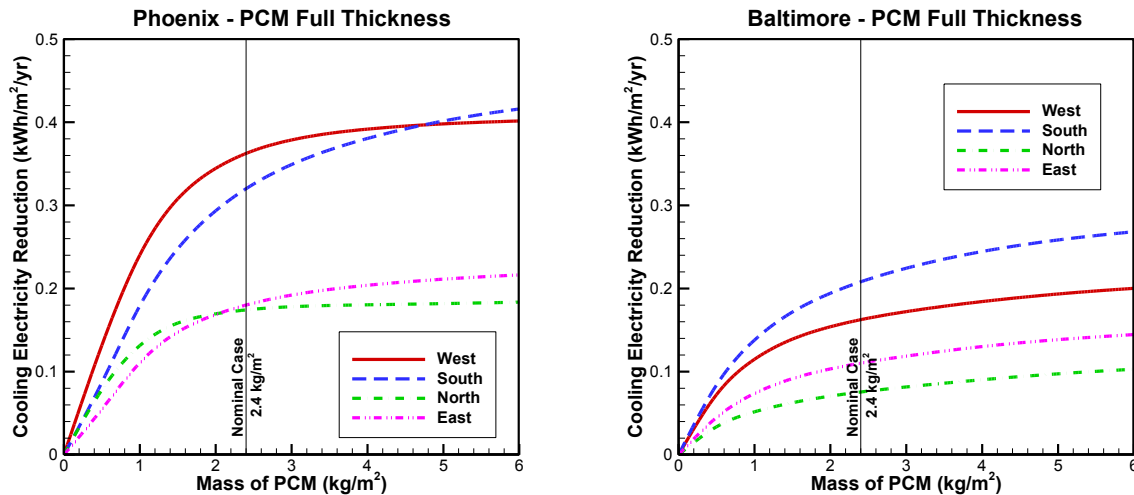 Phoenix - PCM Full Thickness
Cooling Electricity Reduction (kWh/m²/yr)
0.5
0.4
0.3
0.2
0.1
0
0 1 2 3 4 5 6
Mass of PCM (kg/m²)
Nominal Case
2.4 kg/m²
West
South
North
East
Baltimore - PCM Full Thickness
Cooling Electricity Reduction (kWh/m²/yr)
0.5
0.4
0.3
0.2
0.1
0
0 1 2 3 4 5 6
Mass of PCM (kg/m²)
Nominal Case
2.4 kg/m²
West
South
North
East